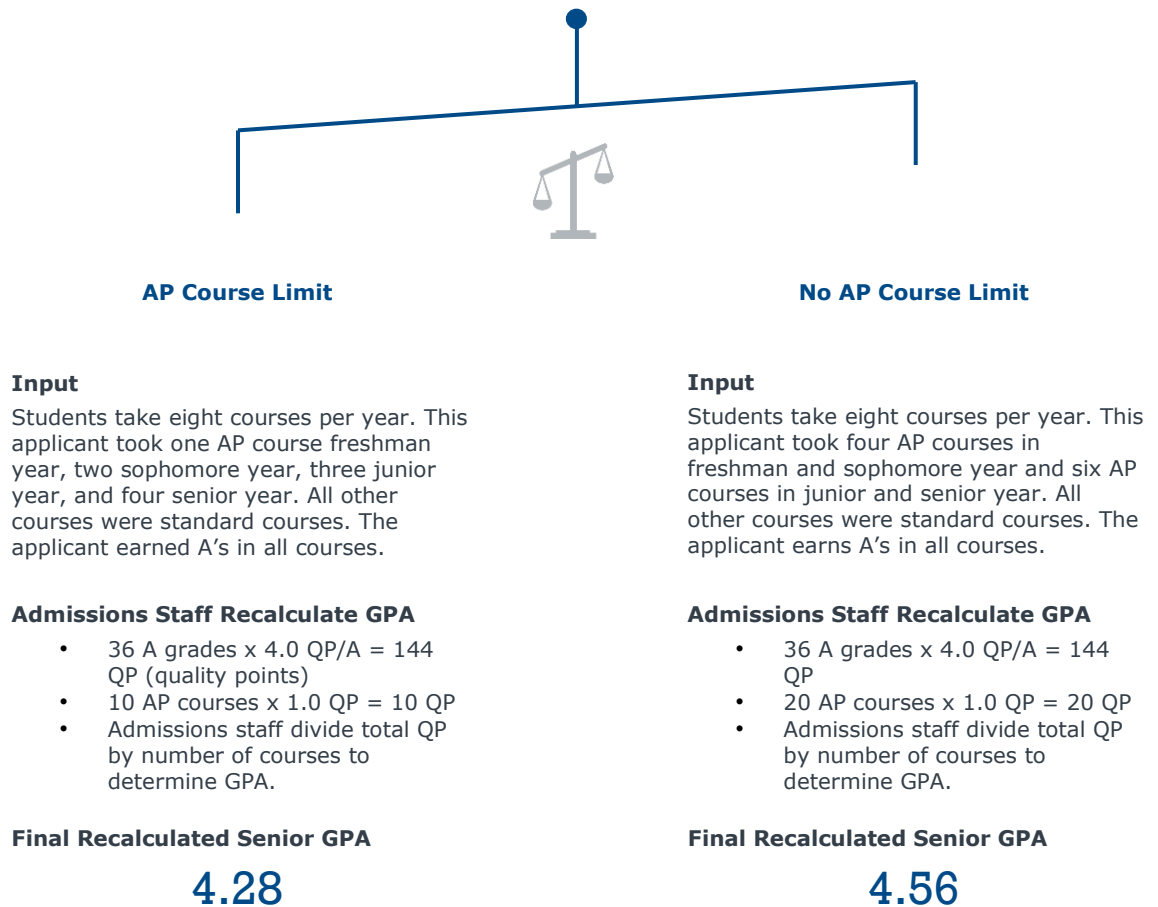 AP Course Limit
Input
Students take eight courses per year. This
applicant took one AP course freshman
year, two sophomore year, three junior
year, and four senior year. All other
courses were standard courses. The
applicant earned A’s in all courses.
Admissions Staff Recalculate GPA
• 36 A grades x 4.0 QP/A = 144
QP (quality points)
• 10 AP courses x 1.0 QP = 10 QP
• Admissions staff divide total QP
by number of courses to
determine GPA.
Final Recalculated Senior GPA
4.28
No AP Course Limit
Input
Students take eight courses per year. This
applicant took four AP courses in
freshman and sophomore year and six AP
courses in junior and senior year. All
other courses were standard courses. The
applicant earns A’s in all courses.
Admissions Staff Recalculate GPA
• 36 A grades x 4.0 QP/A = 144
QP
• 20 AP courses x 1.0 QP = 20 QP
• Admissions staff divide total QP
by number of courses to
determine GPA.
Final Recalculated Senior GPA
4.56